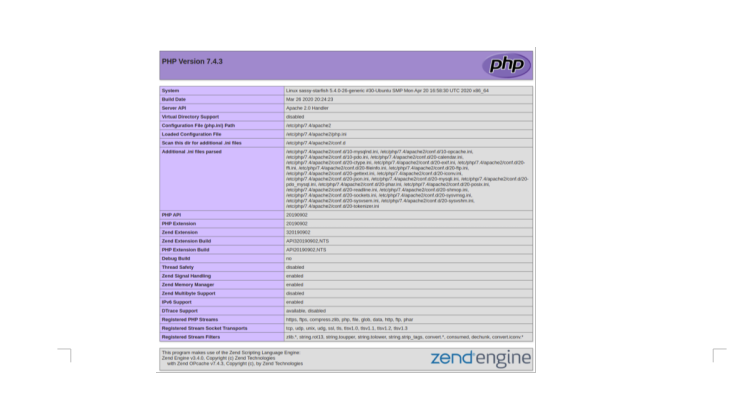 PHP Version 7.4.3
php
System Linux sassy-starfish 5.4.0-26-generic #30-Ubuntu SMP Mon Apr 20 16:58:30 UTC 2020 x86_64
Build Date Mar 26 2020 20:24:23
Server API Apache 2.0 Handler
Virtual Directory Support disabled
Configuration File (php.ini) Path /etc/php/7.4/apache2
Loaded Configuration File /etc/php/7.4/apache2/php.ini
Scan this dir for additional .ini files /etc/php/7.4/apache2/conf.d
Additional .ini files parsed /etc/php/7.4/apache2/conf.d/10-mysqlnd.ini, /etc/php/7.4/apache2/conf.d/10-opcache.ini,
/etc/php/7.4/apache2/conf.d/10-pdo.ini, /etc/php/7.4/apache2/conf.d/20-calendar.ini,
/etc/php/7.4/apache2/conf.d/20-ctype.ini, /etc/php/7.4/apache2/conf.d/20-exif.ini, /etc/php/7.4/apache2/conf.d/20-
ffi.ini, /etc/php/7.4/apache2/conf.d/20-fileinfo.ini, /etc/php/7.4/apache2/conf.d/20-ftp.ini,
/etc/php/7.4/apache2/conf.d/20-gettext.ini, /etc/php/7.4/apache2/conf.d/20-iconv.ini,
/etc/php/7.4/apache2/conf.d/20-json.ini, /etc/php/7.4/apache2/conf.d/20-mysqli.ini, /etc/php/7.4/apache2/conf.d/20-
pdo_mysql.ini, /etc/php/7.4/apache2/conf.d/20-phar.ini, /etc/php/7.4/apache2/conf.d/20-posix.ini,
/etc/php/7.4/apache2/conf.d/20-readline.ini, /etc/php/7.4/apache2/conf.d/20-shmop.ini,
/etc/php/7.4/apache2/conf.d/20-sockets.ini, /etc/php/7.4/apache2/conf.d/20-sysvmsg.ini,
/etc/php/7.4/apache2/conf.d/20-sysvsem.ini, /etc/php/7.4/apache2/conf.d/20-sysvshm.ini,
/etc/php/7.4/apache2/conf.d/20-tokenizer.ini
PHP API 20190902
PHP Extension 20190902
Zend Extension 320190902
Zend Extension Build API320190902,NTS
PHP Extension Build API20190902,NTS
Debug Build no
Thread Safety disabled
Zend Signal Handling enabled
Zend Memory Manager enabled
Zend Multibyte Support disabled
IPv6 Support enabled
DTrace Support available, disabled
Registered PHP Streams https, ftps, compress.zlib, php, file, glob, data, http, ftp, phar
Registered Stream Socket Transports tcp, udp, unix, udg, ssl, tls, tlsv1.0, tlsv1.1, tlsv1.2, tlsv1.3
Registered Stream Filters zlib.*, string.rot13, string.toupper, string.tolower, string.strip_tags, convert.*, consumed, dechunk, convert.iconv.*
This program makes use of the Zend Scripting Language Engine:
Zend Engine v3.4.0, Copyright (c) Zend Technologies
with Zend OPcache v7.4.3, Copyright (c), by Zend Technologies
zend engine